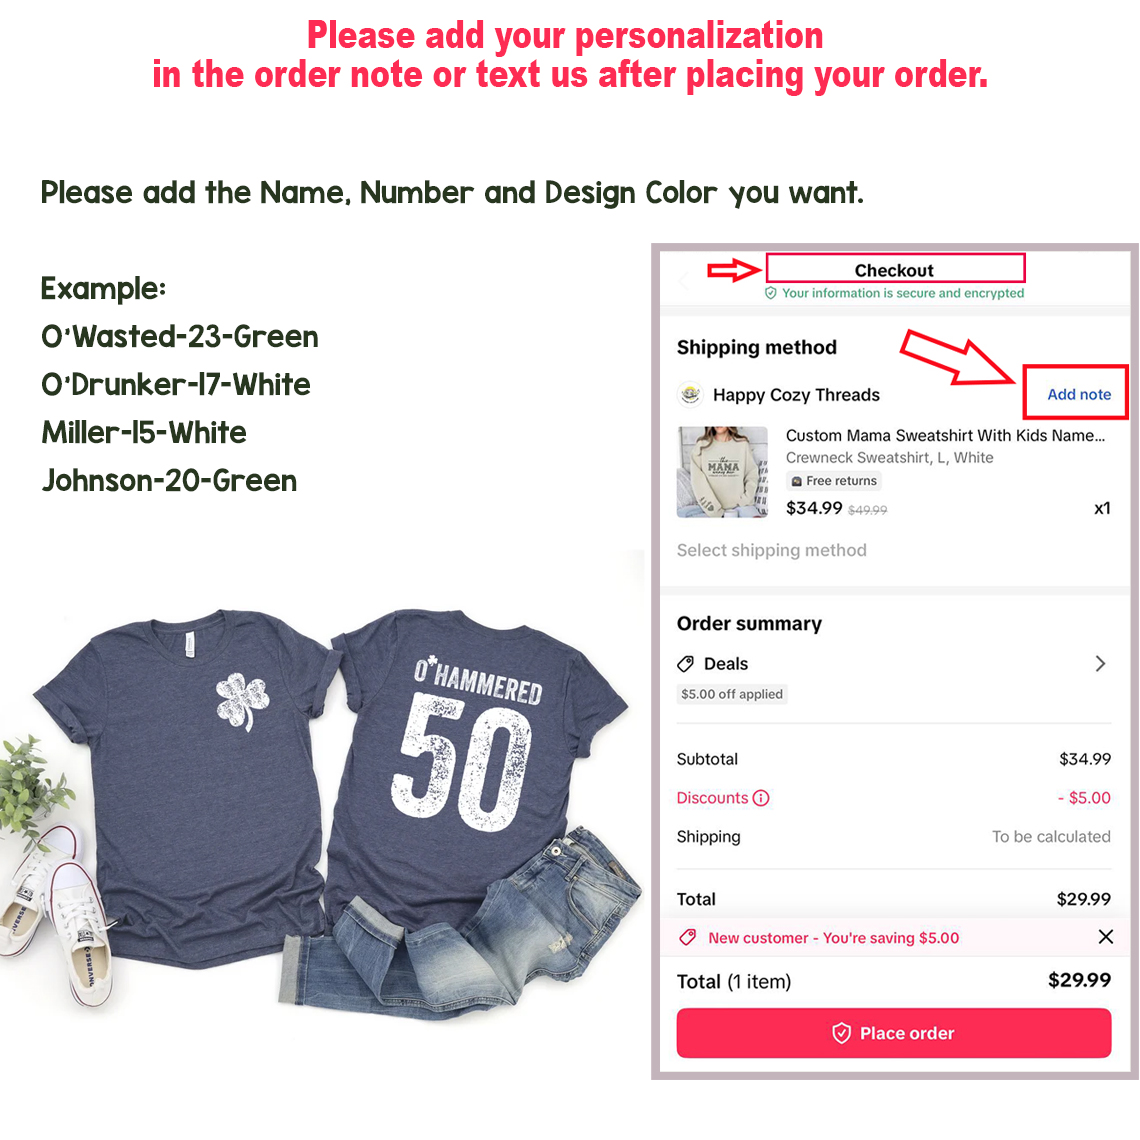 Please add your personalization
in the order note or text us after placing your order.
Please add the Name, Number and Design Color you want.
Example:
O'Wasted-23-Green
O'Drunker-17-White
Miller-15-White
Johnson-20-Green
O'HAMMERED
50
CONVERSE
Checkout
Your information is secure and encrypted
Shipping method
Happy Cozy Threads
Add note
Custom Mama Sweatshirt With Kids Name...
Crewneck Sweatshirt, L, White
Free returns
$34.99 $49.99
x1
MAMA
Select shipping method
Order summary
Deals
$5.00 off applied
Subtotal
$34.99
Discounts
- $5.00
Shipping
To be calculated
Total
$29.99
New customer - You're saving $5.00
Total (1 item)
$29.99
Place order